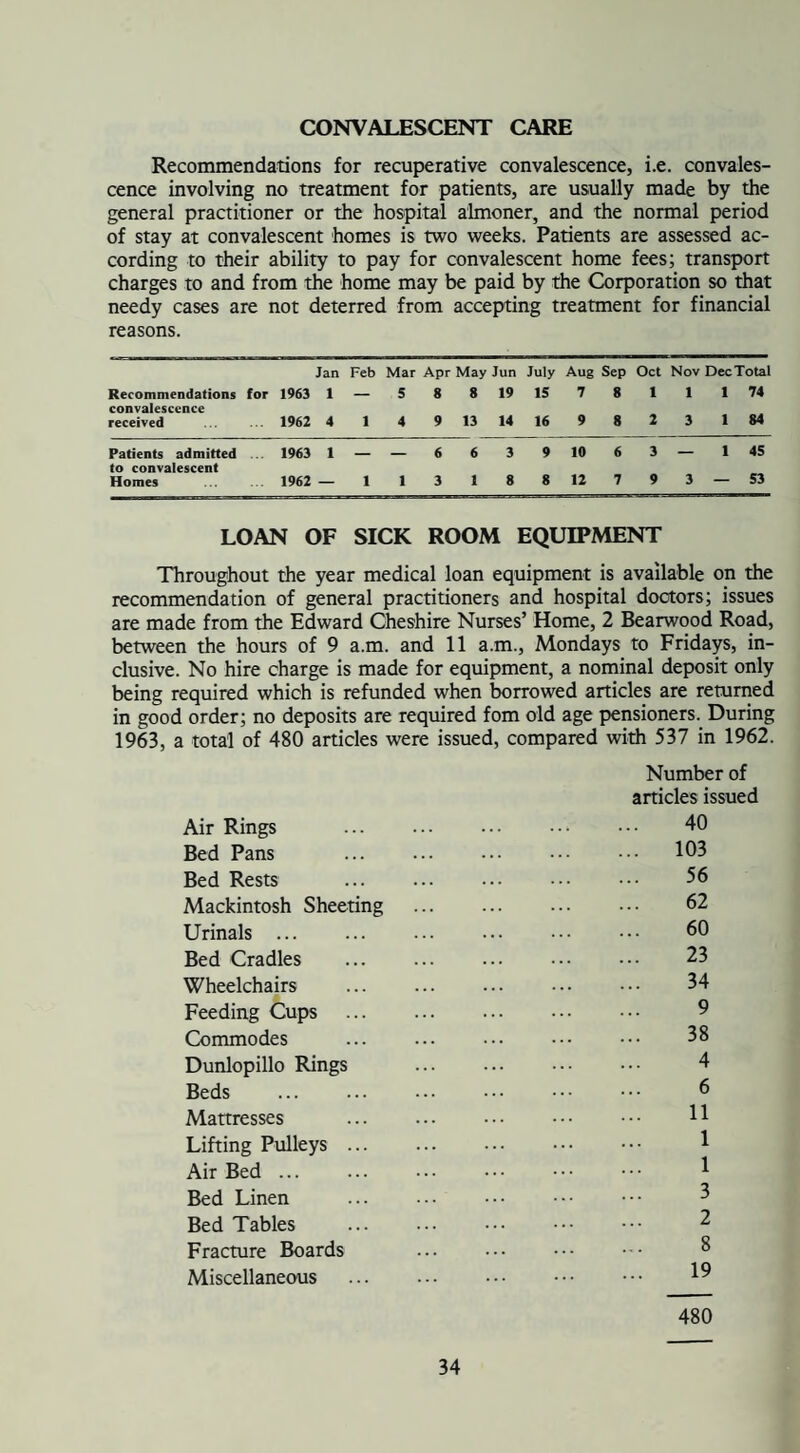 CONVALESCENT CARE
Recommendations for recuperative convalescence, i.e. convales-
cence involving no treatment for patients, are usually made by the
general practitioner or the hospital almoner, and the normal period
of stay at convalescent homes is two weeks. Patients are assessed ac-
cording to their ability to pay for convalescent home fees; transport
charges to and from the home may be paid by the Corporation so that
needy cases are not deterred from accepting treatment for financial
reasons.
Jan Feb Mar Apr May Jun July Aug Sep Oct Nov Dec Total
Recommendations for 1963 1 — 5 8 8 19 15 7 8 1 1 1 74
convalescence
received ... ... 1962 4 1 4 9 13 14 16 9 8 2 3 1 84
Patients admitted ... 1963 1 — — 6 6 3 9 10 6 3 — 1 45
to convalescent
Homes ... ... 1962 — 1 1 3 1 8 8 12 7 9 3 — 53
LOAN OF SICK ROOM EQUIPMENT
Throughout the year medical loan equipment is available on the
recommendation of general practitioners and hospital doctors; issues
are made from the Edward Cheshire Nurses' Home, 2 Bearwood Road,
between the hours of 9 a.m. and 11 a.m., Mondays to Fridays, in-
clusive. No hire charge is made for equipment, a nominal deposit only
being required which is refunded when borrowed articles are returned
in good order; no deposits are required fom old age pensioners. During
1963, a total of 480 articles were issued, compared with 537 in 1962.
Number of
articles issued
Air Rings ... ... ... ... ... 40
Bed Pans ... ... ... ... ... 103
Bed Rests ... ... ... ... ... 56
Mackintosh Sheeting ... ... ... ... 62
Urinals ... ... ... ... ... ... 60
Bed Cradles ... ... ... ... ... 23
Wheelchairs ... ... ... ... ... 34
Feeding Cups ... ... ... ... ... 9
Commodes ... ... ... ... ... 38
Dunlopillo Rings ... ... ... ... 4
Beds ... ... ... ... ... ... 6
Mattresses ... ... ... ... ... 11
Lifting Pulleys ... ... ... ... ... 1
Air Bed ... ... ... ... ... ... 1
Bed Linen ... ... ... ... ... 3
Bed Tables ... ... ... ... ... 2
Fracture Boards ... ... ... ... 8
Miscellaneous ... ... ... ... ... 19
480
34